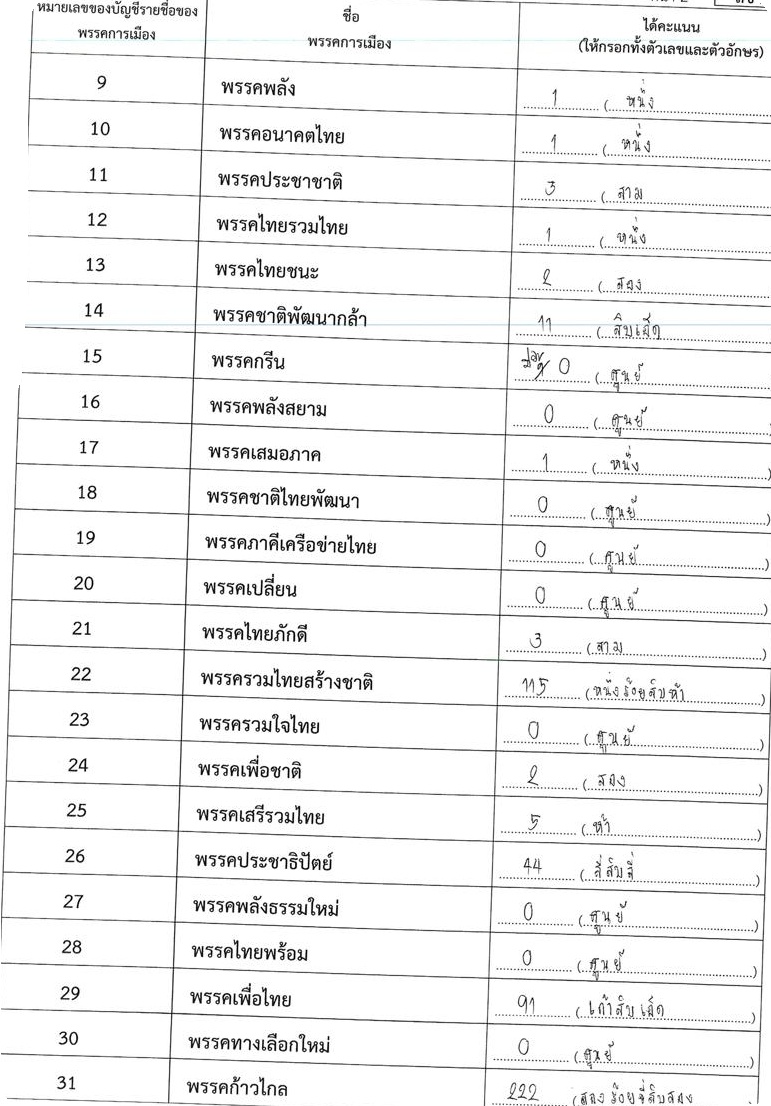 หมายเลขของบัญชีรายชื่อของ
พรรคการเมือง
ชื่อ
พรรคการเมือง
ได้คะแนน
(ให้กรอกทั้งตัวเลขและตัวอักษร)
9 พรรคพลัง 1 (หนึ่ง
10 พรรคอนาคตไทย 1 (หนึ่ง
11 พรรคประชาชาติ 3 (สาม
12 พรรคไทยรวมไทย 1 (หนึ่ง
13 พรรคไทยชนะ 2 (สอง
14 พรรคชาติพัฒนากล้า 11 (สิบเอ็ด
15 พรรคกรีน 0 (ศูนย์
16 พรรคพลังสยาม 0 (ศูนย์)
17 พรรคเสมอภาค 1 (หนึ่ง)
18 พรรคชาติไทยพัฒนา 0 (ศูนย์)
19 พรรคภาคีเครือข่ายไทย 0 (ศูนย์)
20 พรรคเปลี่ยน 0 (ศูนย์)
21 พรรคไทยภักดี 3 (สาม)
22 พรรครวมไทยสร้างชาติ 115 (หนึ่งร้อยสิบห้า)
23 พรรครวมใจไทย 0 (ศูนย์)
24 พรรคเพื่อชาติ 2 (สอง)
25 พรรคเสรีรวมไทย 5 (ห้า)
26 พรรคประชาธิปัตย์ 44 (สี่สิบสี่)
27 พรรคพลังธรรมใหม่ 0 (ศูนย์)
28 พรรคไทยพร้อม 0 (ศูนย์)
29 พรรคเพื่อไทย 91 (เก้าสิบเอ็ด)
30 พรรคทางเลือกใหม่ 0 (ศูนย์)
31 พรรคก้าวไกล 222 (สองร้อยยี่สิบสอง)